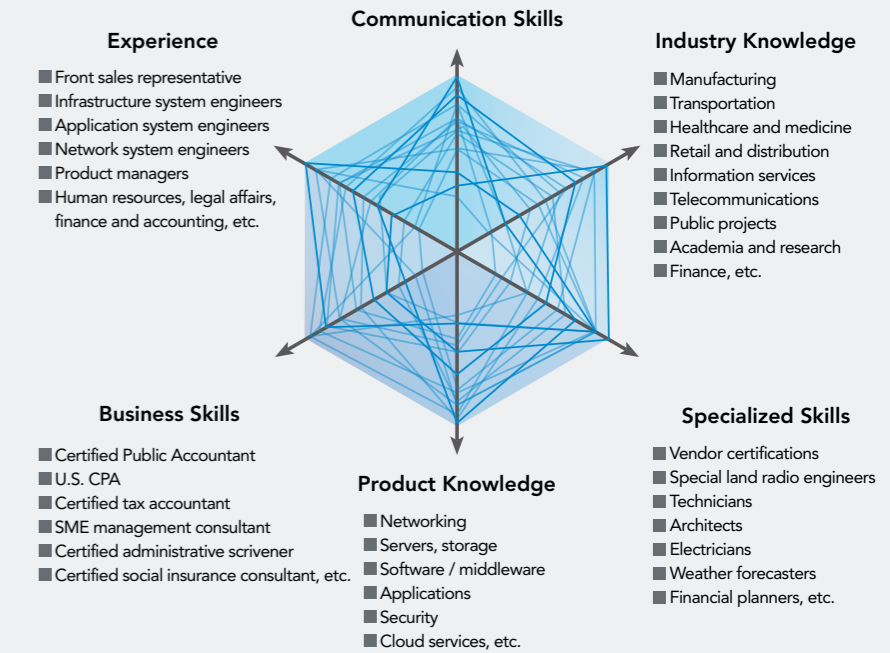 Communication Skills
Experience
Front sales representative
Infrastructure system engineers
Application system engineers
Network system engineers
Product managers
Human resources, legal affairs,
finance and accounting, etc.
Industry Knowledge
Manufacturing
Transportation
Healthcare and medicine
Retail and distribution
Information services
Telecommunications
Public projects
Academia and research
Finance, etc.
Business Skills
Certified Public Accountant
U.S. CPA
Certified tax accountant
SME management consultant
Certified administrative scrivener
Certified social insurance consultant, etc.
Product Knowledge
Networking
Servers, storage
Software / middleware
Applications
Security
Cloud services, etc.
Specialized Skills
Vendor certifications
Special land radio engineers
Technicians
Architects
Electricians
Weather forecasters
Financial planners, etc.